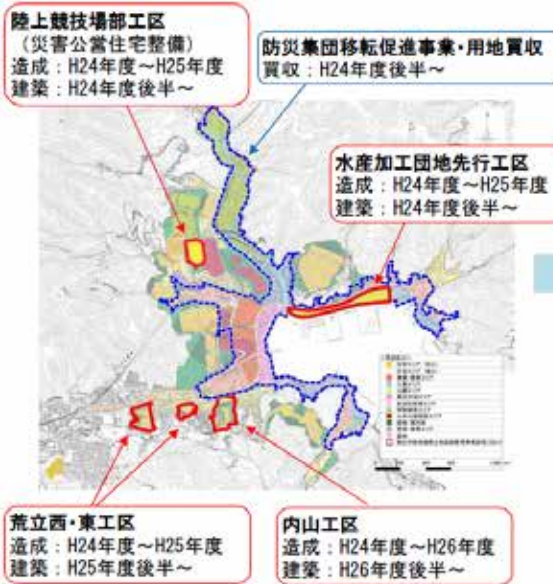 陸上競技場部工区
（災害公営住宅整備）
造成：H24年度～H25年度
建築：H24年度後半～
防災集団移転促進事業・用地買収
買収：H24年度後半～
水産加工団地先行工区
造成：H24年度～H25年度
建築：H24年度後半～
荒立西・東工区
造成：H24年度～H25年度
建築：H25年度後半～
内山工区
造成：H24年度～H26年度
建築：H26年度後半～